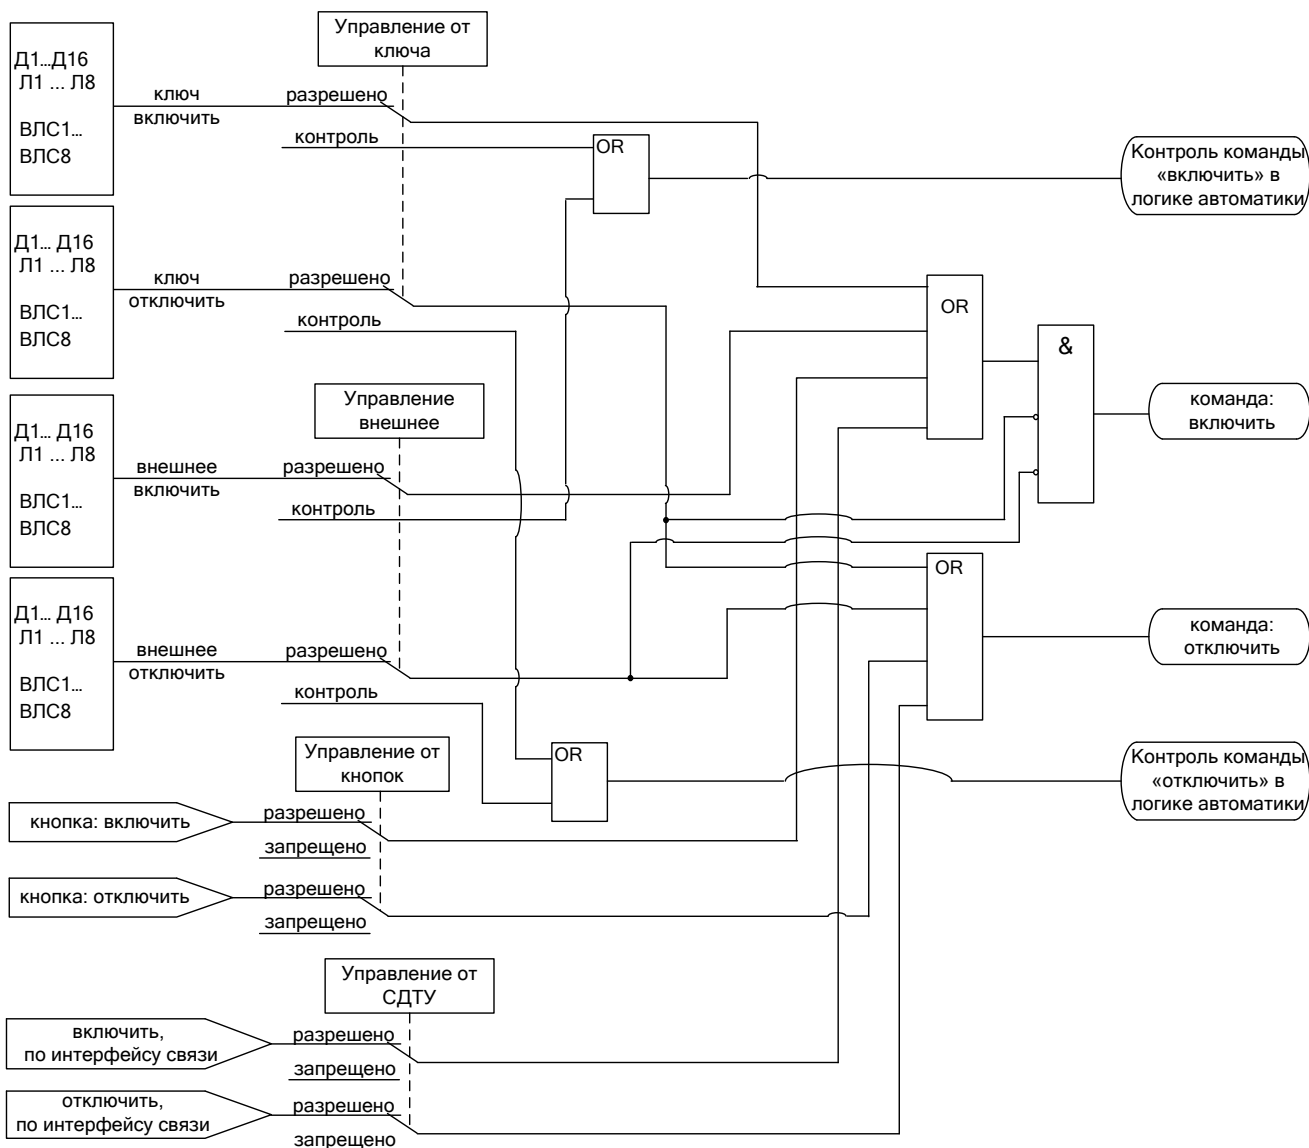 Управление от
ключа
Д1...Д16
Л1 ... Л8
ВЛС1...
ВЛС8
ключ
включить
разрешено
контроль
OR
Контроль команды
«включить» в
логике автоматики
Д1... Д16
Л1 ... Л8
ВЛС1...
ВЛС8
ключ
отключить
разрешено
контроль
OR
&
Управление
внешнее
команда:
включить
Д1... Д16
Л1 ... Л8
ВЛС1...
ВЛС8
внешнее
включить
разрешено
контроль
OR
Д1... Д16
Л1 ... Л8
ВЛС1...
ВЛС8
внешнее
отключить
разрешено
контроль
команда:
отключить
Управление от
кнопок
OR
Контроль команды
«отключить» в
логике автоматики
кнопка: включить
разрешено
запрещено
кнопка: отключить
разрешено
запрещено
Управление от
СДТУ
включить,
по интерфейсу связи
разрешено
запрещено
отключить,
по интерфейсу связи
разрешено
запрещено